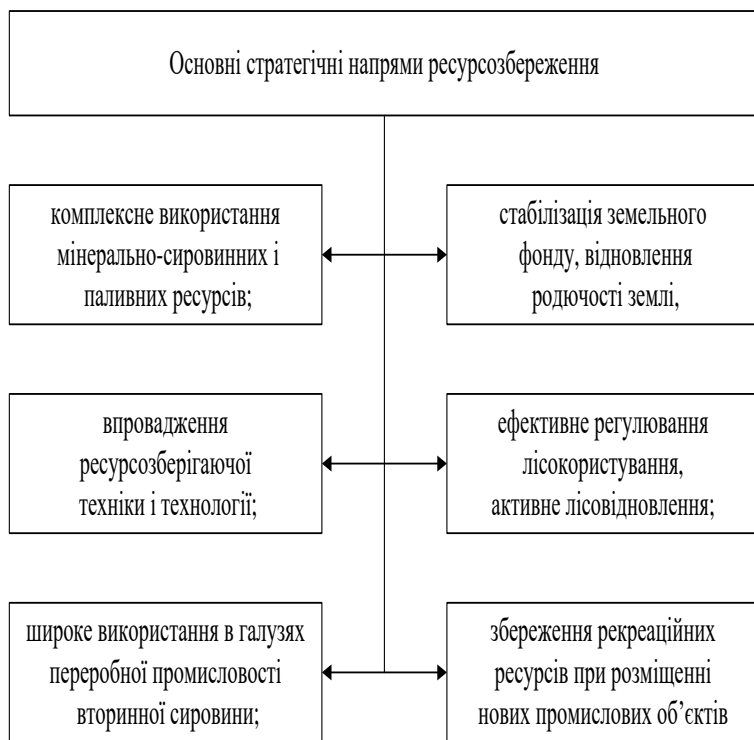 Основні стратегічні напрями ресурсозбереження
комплексне використання
мінерально-сировинних і
паливних ресурсів;
стабілізація земельного
фонду, відновлення
родючості землі,
впровадження
ресурсозберігаючої
техніки і технології;
ефективне регулювання
лісокористування,
активне лісовідновлення;
широке використання в галузях
переробної промисловості
вторинної сировини;
збереження рекреаційних
ресурсів при розміщенні
нових промислових об’єктів